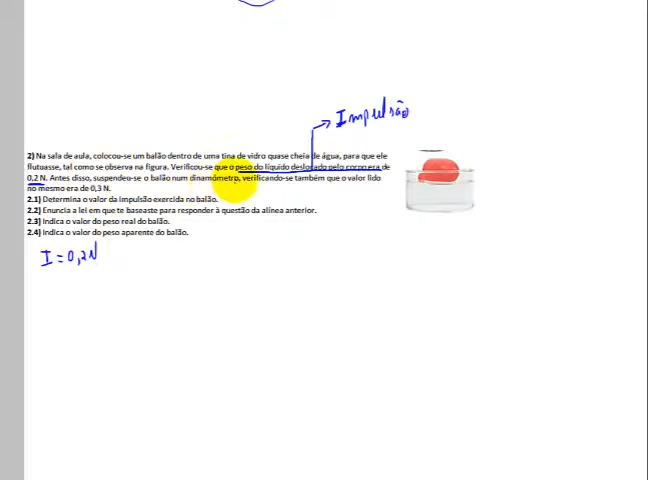 Impulsão
2) Na sala de aula, colocou-se um balão dentro de uma tina de vidro quase cheia de água, para que ele
flutuasse, tal como se observa na figura. Verificou-se que o peso do líquido deslocado pelo corpo era de
0,2 N. Antes disso, suspendeu-se o balão num dinamómetro, verificando-se também que o valor lido
no mesmo era de 0,3 N.
2.1) Determina o valor da impulsão exercida no balão.
2.2) Enuncia a lei em que te baseaste para responder à questão da alínea anterior.
2.3) Indica o valor do peso real do balão.
2.4) Indica o valor do peso aparente do balão.
I = 0,2N